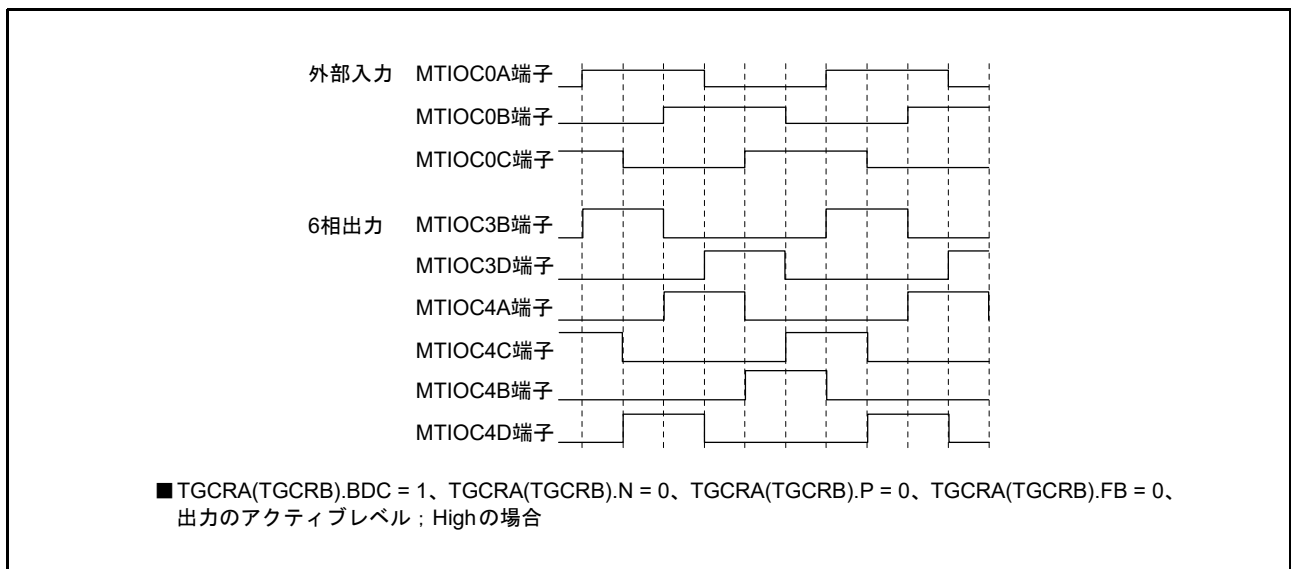 外部入力 MTIOC0A端子
MTIOC0B端子
MTIOC0C端子
6相出力 MTIOC3B端子
MTIOC3D端子
MTIOC4A端子
MTIOC4C端子
MTIOC4B端子
MTIOC4D端子
■TGCRA(TGCRB).BDC = 1、TGCRA(TGCRB).N = 0、TGCRA(TGCRB).P = 0、TGCRA(TGCRB).FB = 0、
出力のアクティブレベル；Highの場合